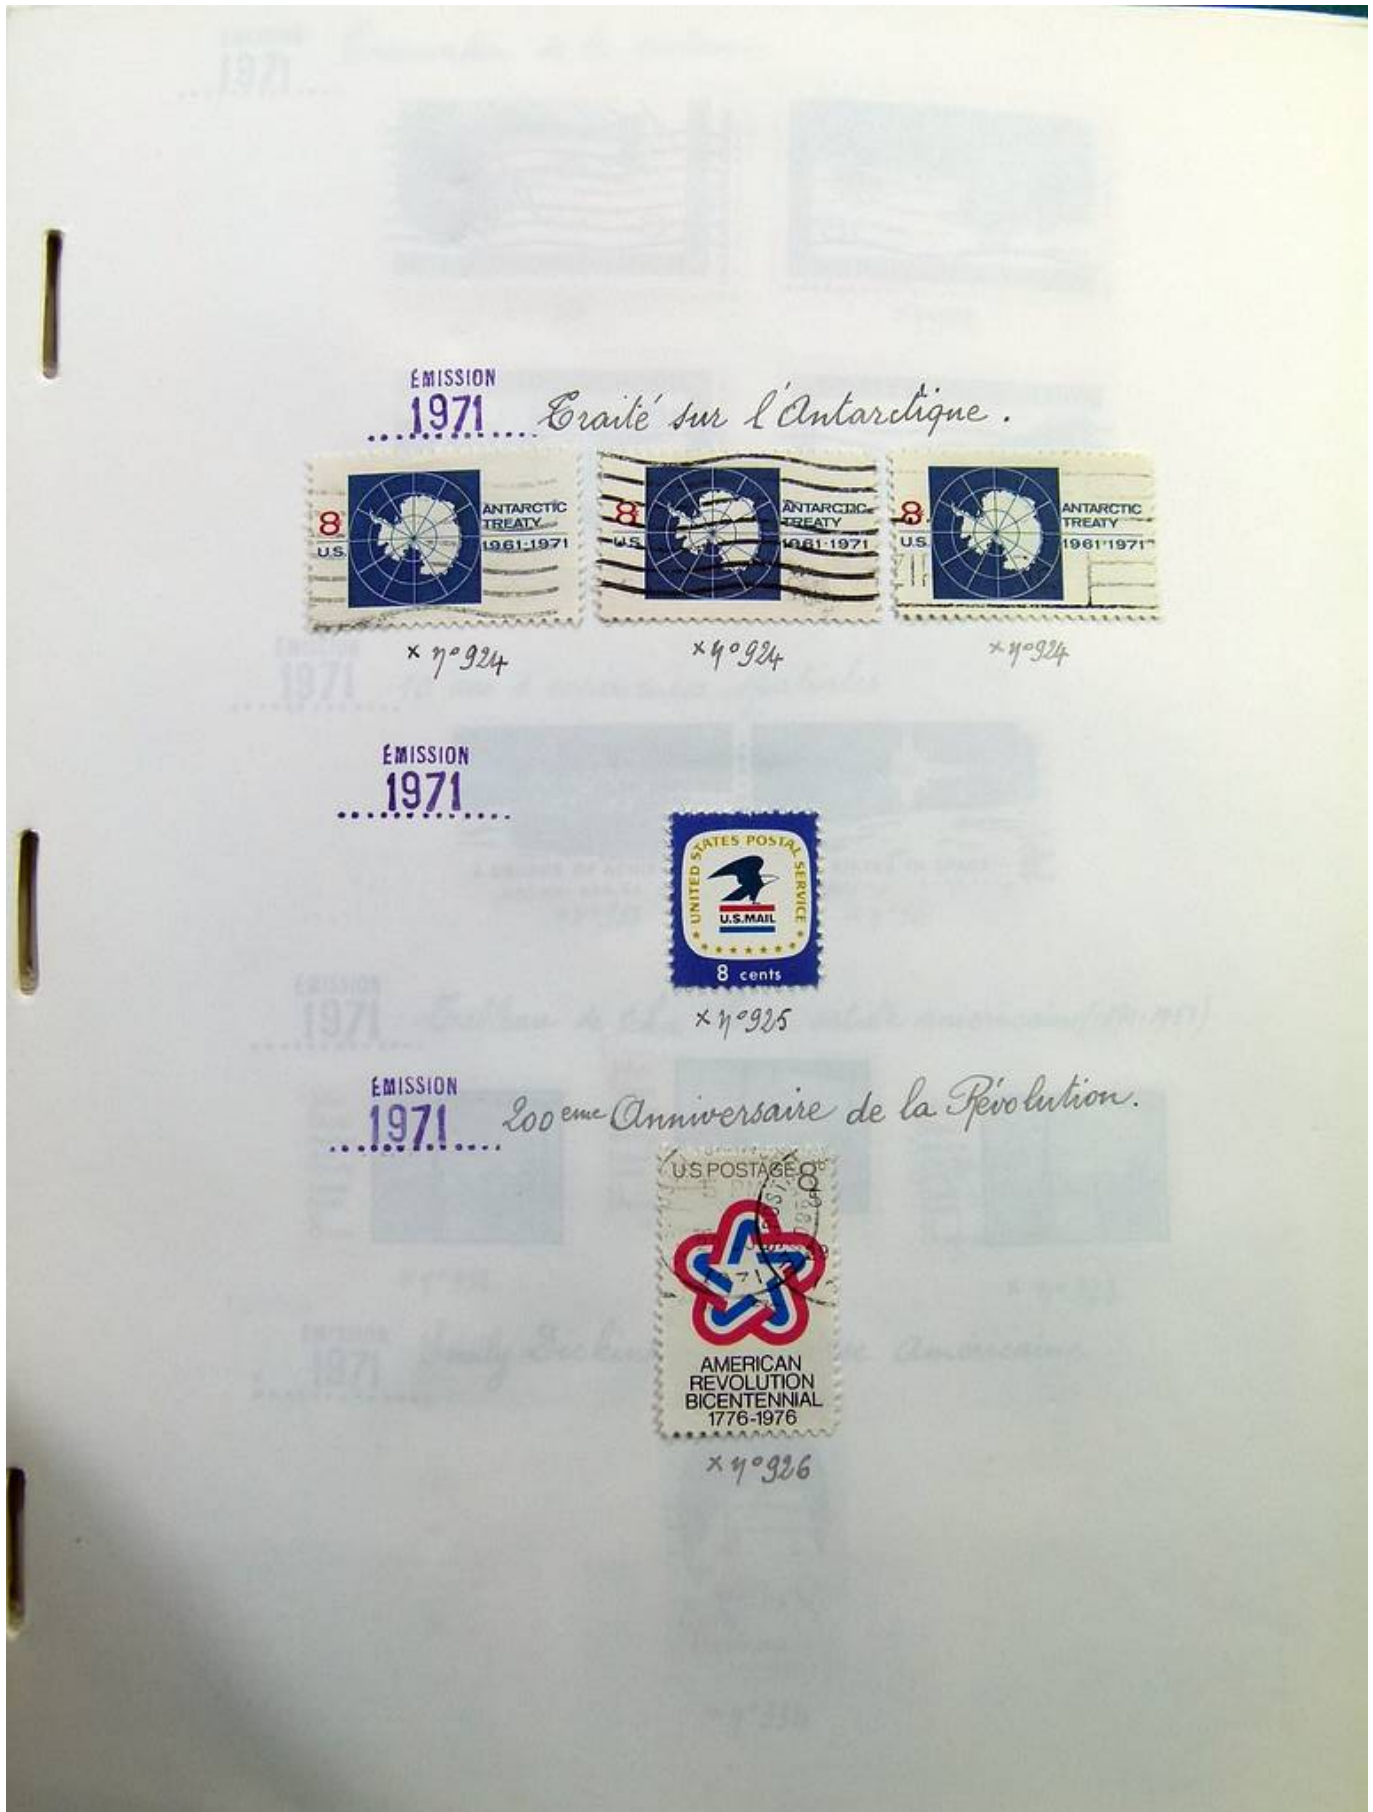 ÉMISSION
1971 Traité sur l'Antarctique.
8
U.S.
ANTARCTIC
TREATY
1961-1971
8
U.S.
ANTARCTIC
TREATY
1961-1971
8
U.S.
ANTARCTIC
TREATY
1961-1971
x n° 924
x n° 924
x n° 924
ÉMISSION
1971
UNITED STATES POSTAL SERVICE
U.S.MAIL
8 cents
x n° 925
ÉMISSION
1971 200eme Anniversaire de la Révolution.
U.S. POSTAGE 8c
AMERICAN
REVOLUTION
BICENTENNIAL
1776-1976
x n° 926